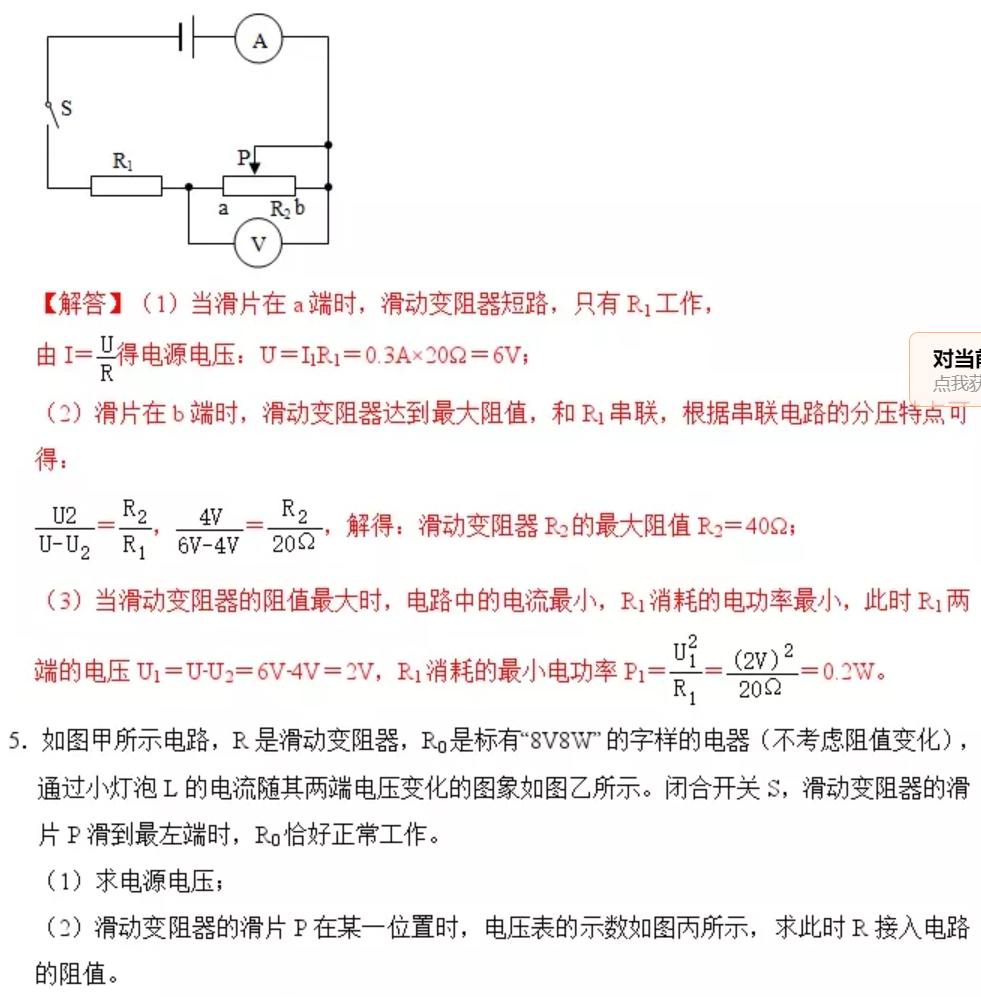 A
S
R₁
P
a
R₂ b
V
【解答】（1）当滑片在 a 端时，滑动变阻器短路，只有 R₁ 工作，
由 I＝U/R得电源电压：U＝I₁R₁＝0.3A×20Ω＝6V；
（2）滑片在 b 端时，滑动变阻器达到最大阻值，和 R₁ 串联，根据串联电路的分压特点可
得：
U2/(U-U₂)＝R₂/R₁，4V/(6V-4V)＝R₂/20Ω，解得：滑动变阻器 R₂ 的最大阻值 R₂＝40Ω；
（3）当滑动变阻器的阻值最大时，电路中的电流最小，R₁ 消耗的电功率最小，此时 R₁ 两
端的电压 U₁＝U-U₂＝6V-4V＝2V，R₁ 消耗的最小电功率 P₁＝U₁²/R₁＝(2V)²/20Ω＝0.2W。
对当前
点我获
5．如图甲所示电路，R 是滑动变阻器，R₀ 是标有“8V8W” 的字样的电器（不考虑阻值变化），
通过小灯泡 L 的电流随其两端电压变化的图象如图乙所示。闭合开关 S，滑动变阻器的滑
片 P 滑到最左端时，R₀ 恰好正常工作。
（1）求电源电压；
（2）滑动变阻器的滑片 P 在某一位置时，电压表的示数如图丙所示，求此时 R 接入电路
的阻值。